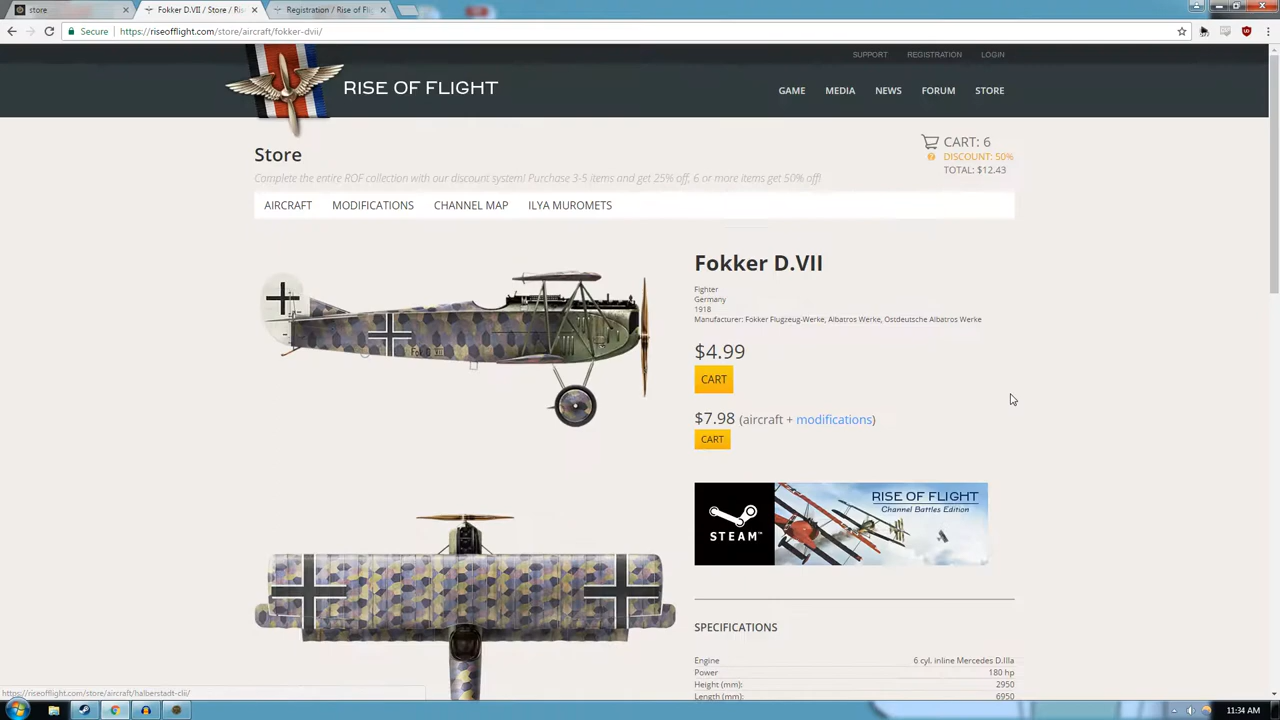 store
Fokker D.VII / Store / Ris
Registration / Rise of Flig
Secure
https://riseofflight.com/store/aircraft/fokker-dvii/
SUPPORT
REGISTRATION
LOGIN
RISE OF FLIGHT
GAME
MEDIA
NEWS
FORUM
STORE
Store
CART: 6
DISCOUNT: 50%
TOTAL: $12.43
Complete the entire ROF collection with our discount system! Purchase 3-5 items and get 25% off, 6 or more items get 50% off!
AIRCRAFT
MODIFICATIONS
CHANNEL MAP
ILYA MUROMETS
Fokker D.VII
Fighter
Germany
1918
Manufacturer: Fokker Flugzeug-Werke, Albatros Werke, Ostdeutsche Albatros Werke
$4.99
CART
$7.98 (aircraft + modifications)
CART
STEAM™
RISE OF FLIGHT
Channel Battles Edition
SPECIFICATIONS
Engine 6 cyl. inline Mercedes D.IIIa
Power 180 hp
Height (mm): 2950
Length (mm): 6950
https://riseofflight.com/store/aircraft/halberstadt-clii/
11:34 AM